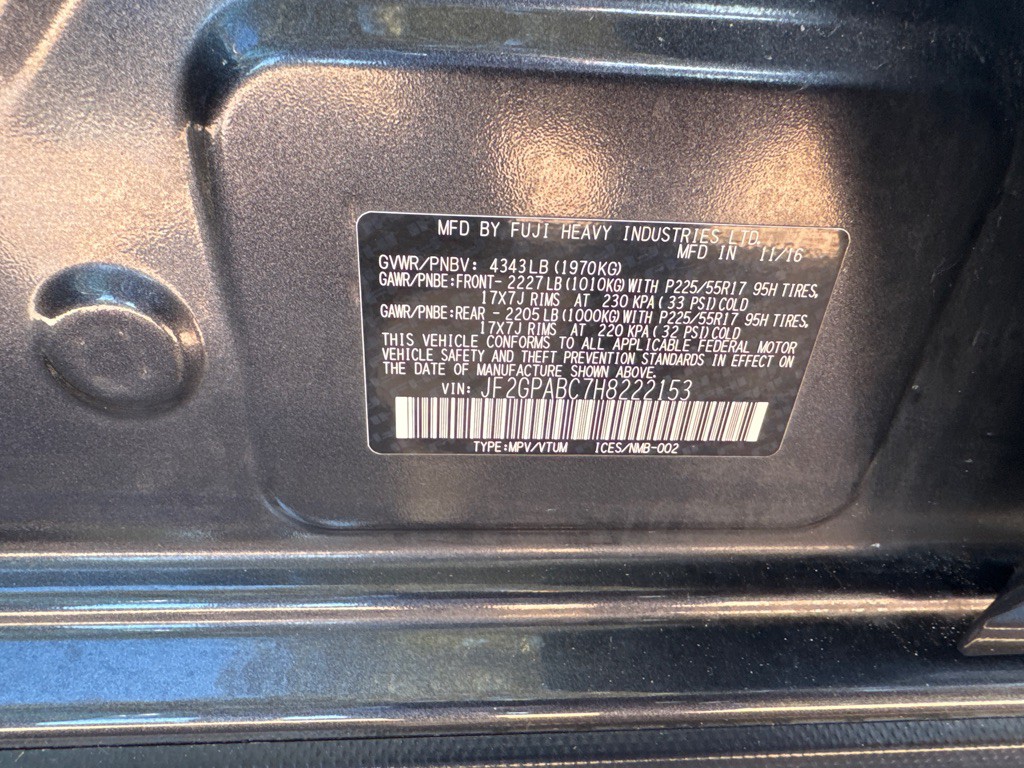 MFD BY FUJI HEAVY INDUSTRIES LTD.
MFD IN 11/16
GVWR/PNBV: 4343LB (1970KG)
GAWR/PNBE:FRONT- 2227LB(1010KG)WITH P225/55R17 95H TIRES,
17X7J RIMS AT 230 KPA(33 PSI)COLD
GAWR/PNBE:REAR - 2205LB(1000KG)WITH P225/55R17 95H TIRES,
17X7J RIMS AT 220 KPA(32 PSI)COLD
THIS VEHICLE CONFORMS TO ALL APPLICABLE FEDERAL MOTOR
VEHICLE SAFETY AND THEFT PREVENTION STANDARDS IN EFFECT ON
THE DATE OF MANUFACTURE SHOWN ABOVE.
VIN: JF2GPABC7H8222153
TYPE:MPV/VTUM ICES/NMB-002